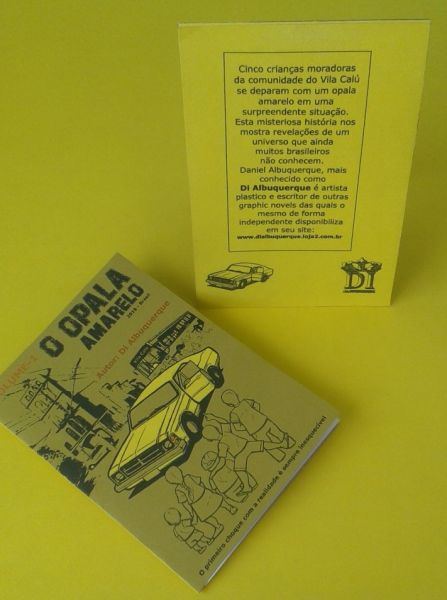 Cinco crianças moradoras
da comunidade do Vila Calú
se deparam com um opala
amarelo em uma
surpreendente situação.
Esta misteriosa história nos
mostra revelações de um
universo que ainda
muitos brasileiros
não conhecem.
Daniel Albuquerque, mais
conhecido como
Di Albuquerque é artista
plastico e escritor de outras
graphic novels das quais o
mesmo de forma
independente disponibiliza
em seu site:
www.dialbuquerque.loja2.com.br
DI
VOLUME-1
O OPALA
AMARELO
Brasil
Autor: Di Albuquerque
O primeiro choque com a realidade é sempre inesquecível